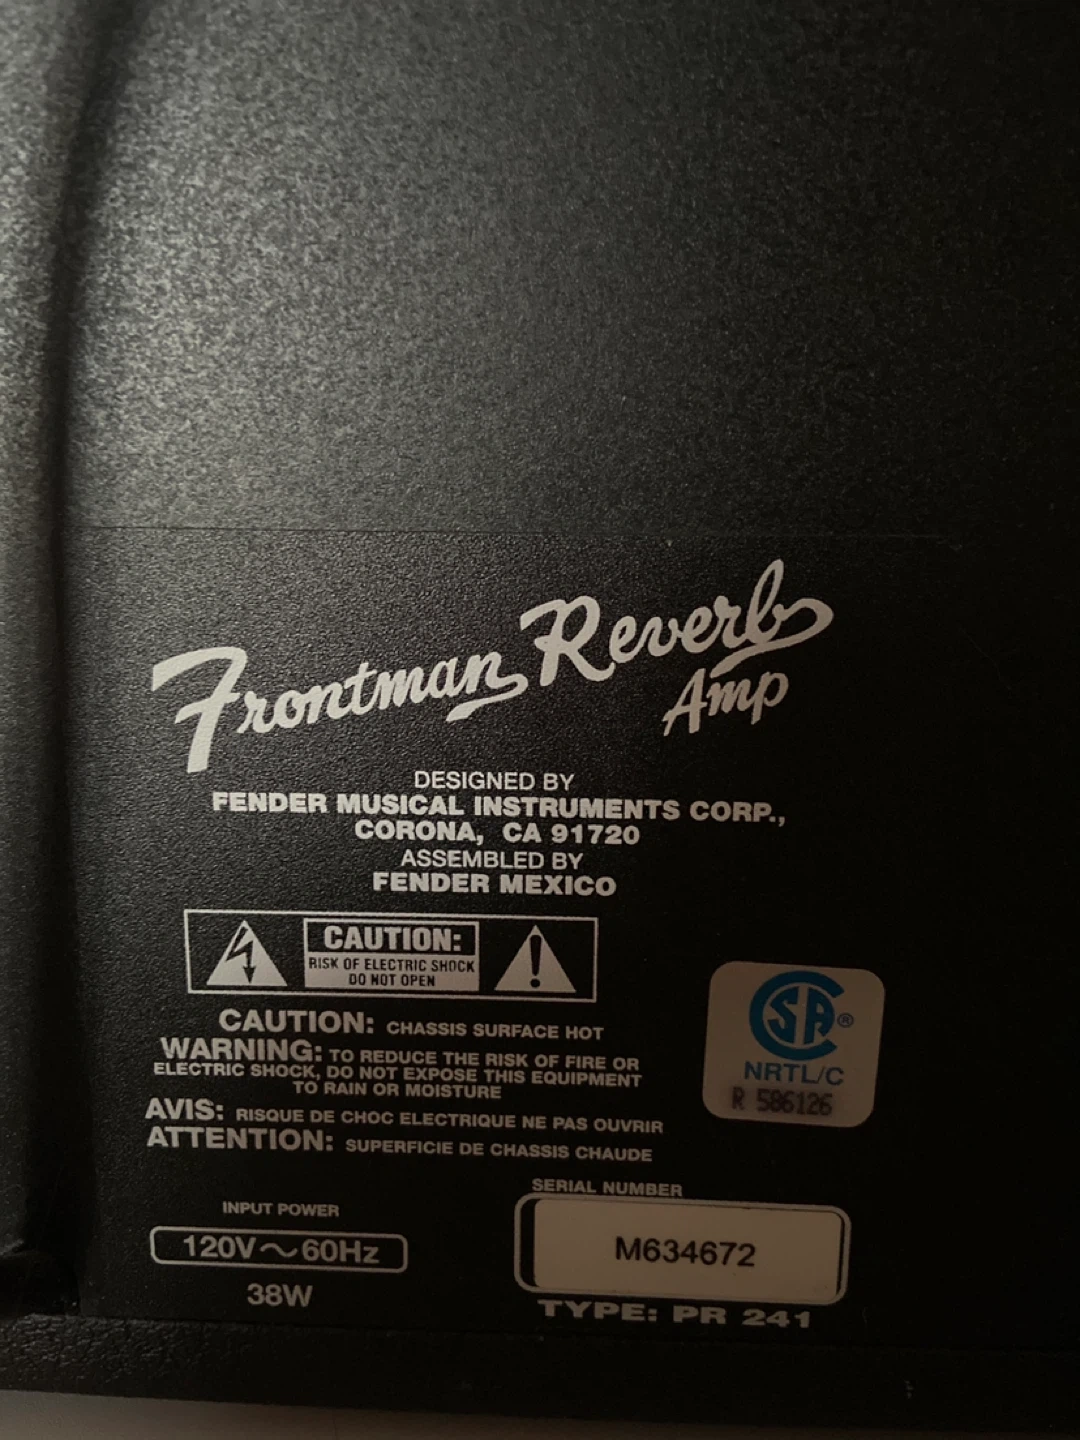 Frontman Reverb
Amp
DESIGNED BY
FENDER MUSICAL INSTRUMENTS CORP.,
CORONA, CA 91720
ASSEMBLED BY
FENDER MEXICO
CAUTION:
RISK OF ELECTRIC SHOCK
DO NOT OPEN
CAUTION: CHASSIS SURFACE HOT
WARNING: TO REDUCE THE RISK OF FIRE OR
ELECTRIC SHOCK, DO NOT EXPOSE THIS EQUIPMENT
TO RAIN OR MOISTURE
AVIS: RISQUE DE CHOC ELECTRIQUE NE PAS OUVRIR
ATTENTION: SUPERFICIE DE CHASSIS CHAUDE
SA®
NRTL/C
R 586126
INPUT POWER
120V~60Hz
38W
SERIAL NUMBER
M634672
TYPE: PR 241